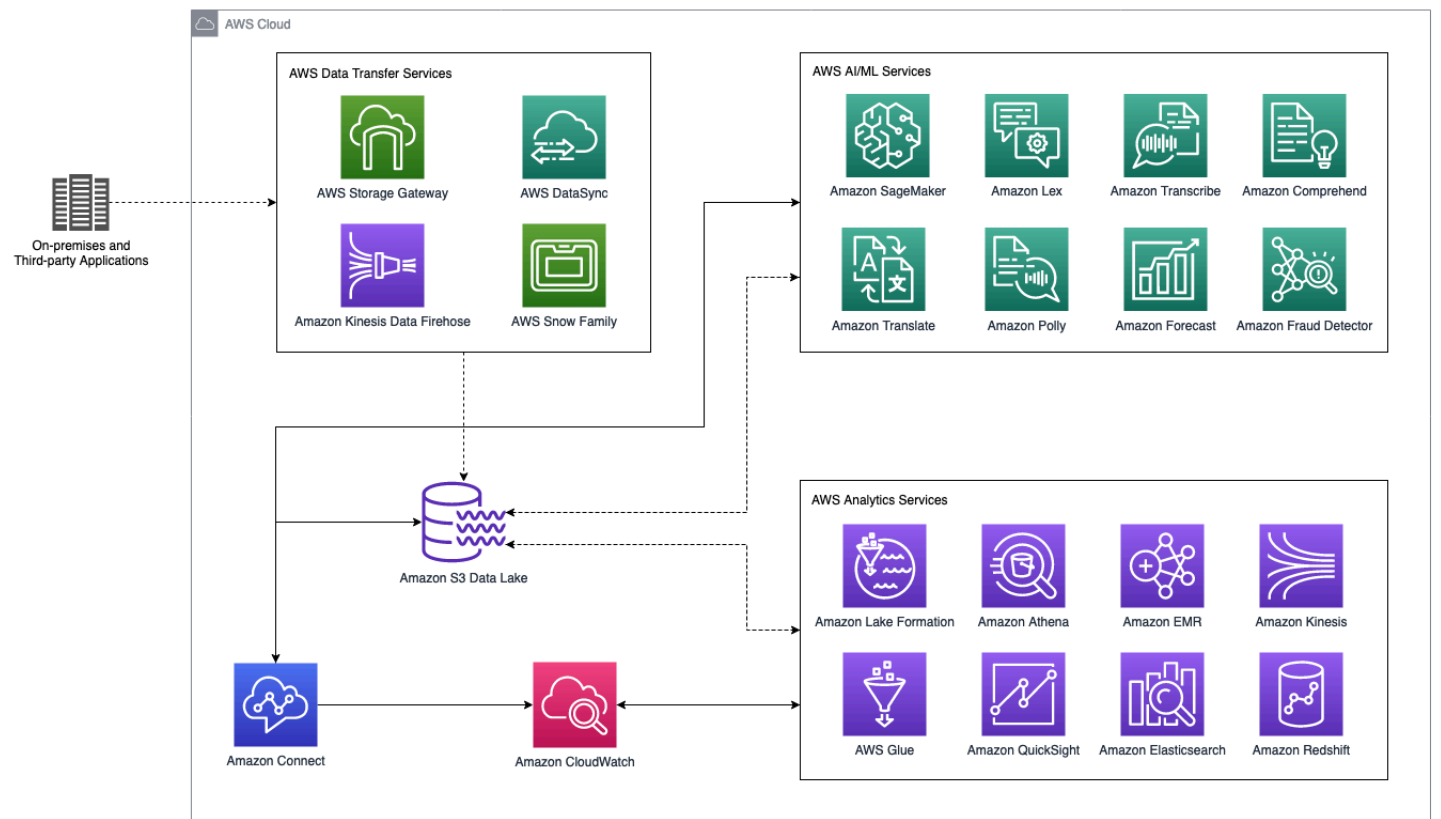 AWS Cloud
AWS Data Transfer Services
AWS Storage Gateway
AWS DataSync
Amazon Kinesis Data Firehose
AWS Snow Family
On-premises and
Third-party Applications
AWS AI/ML Services
Amazon SageMaker
Amazon Lex
Amazon Transcribe
Amazon Comprehend
A
文
Amazon Translate
Amazon Polly
Amazon Forecast
Amazon Fraud Detector
Amazon S3 Data Lake
AWS Analytics Services
Amazon Lake Formation
Amazon Athena
Amazon EMR
Amazon Kinesis
AWS Glue
Amazon QuickSight
Amazon Elasticsearch
Amazon Redshift
Amazon Connect
Amazon CloudWatch